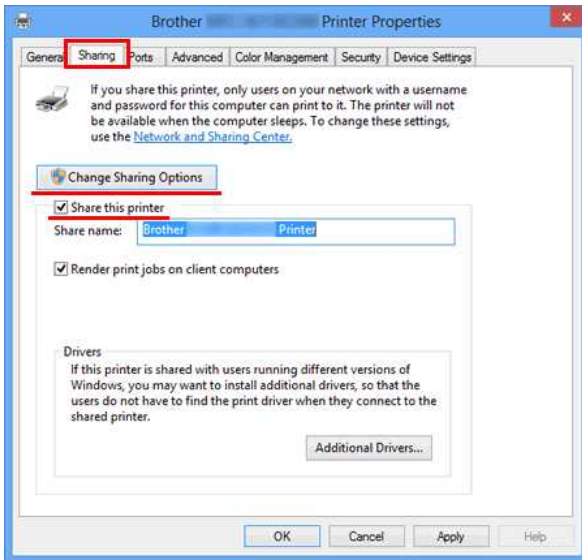 Brother Printer Properties
General Sharing Ports Advanced Color Management Security Device Settings
If you share this printer, only users on your network with a username
and password for this computer can print to it. The printer will not
be available when the computer sleeps. To change these settings,
use the Network and Sharing Center.
Change Sharing Options
Share this printer
Share name: Brother Printer
Render print jobs on client computers
Drivers
If this printer is shared with users running different versions of
Windows, you may want to install additional drivers, so that the
users do not have to find the print driver when they connect to the
shared printer.
Additional Drivers...
OK Cancel Apply Help